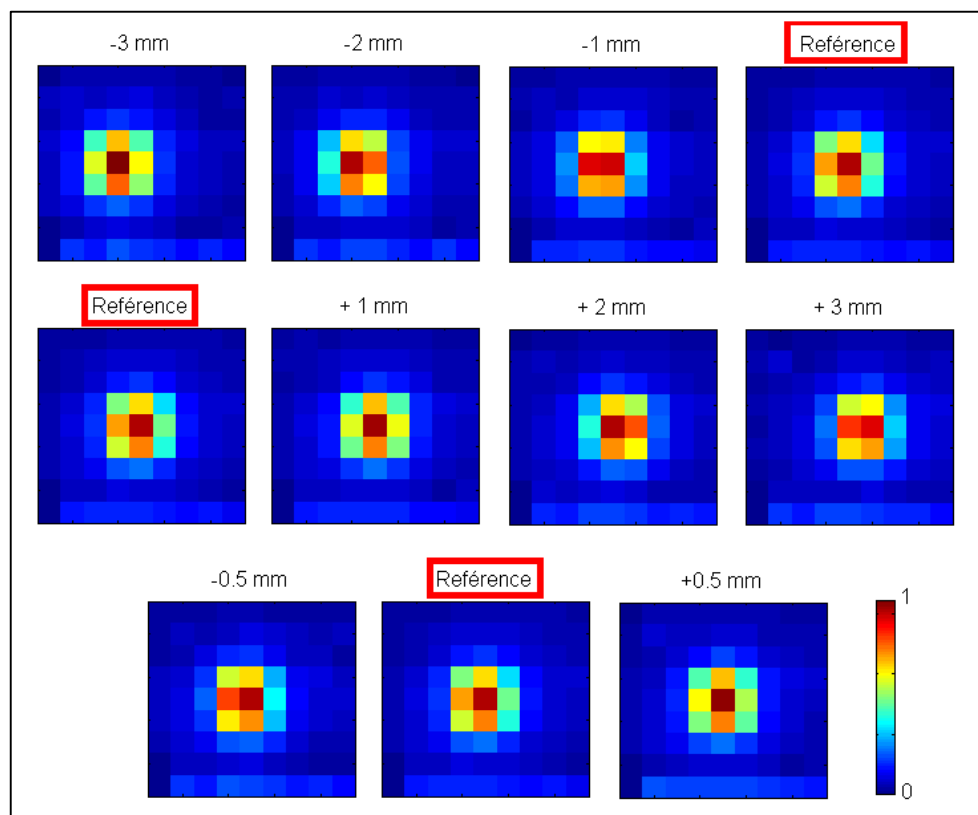 -3 mm
-2 mm
-1 mm
Reférence
Reférence
+ 1 mm
+ 2 mm
+ 3 mm
-0.5 mm
Reférence
+0.5 mm
1
0